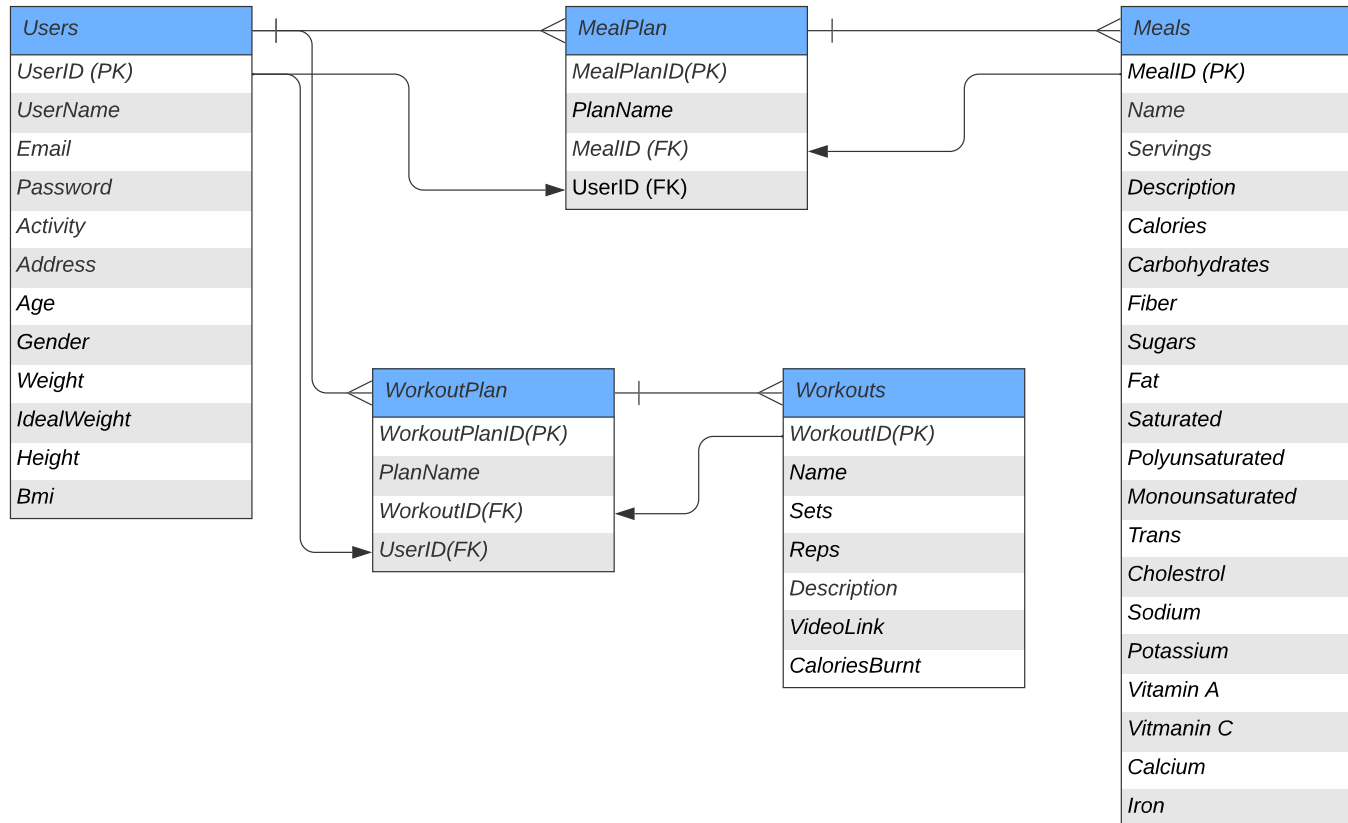 Users
UserID (PK)
UserName
Email
Password
Activity
Address
Age
Gender
Weight
IdealWeight
Height
Bmi
MealPlan
MealPlanID(PK)
PlanName
MealID (FK)
UserID (FK)
Meals
MealID (PK)
Name
Servings
Description
Calories
Carbohydrates
Fiber
Sugars
Fat
Saturated
Polyunsaturated
Monounsaturated
Trans
Cholestrol
Sodium
Potassium
Vitamin A
Vitmanin C
Calcium
Iron
WorkoutPlan
WorkoutPlanID(PK)
PlanName
WorkoutID(FK)
UserID(FK)
Workouts
WorkoutID(PK)
Name
Sets
Reps
Description
VideoLink
CaloriesBurnt